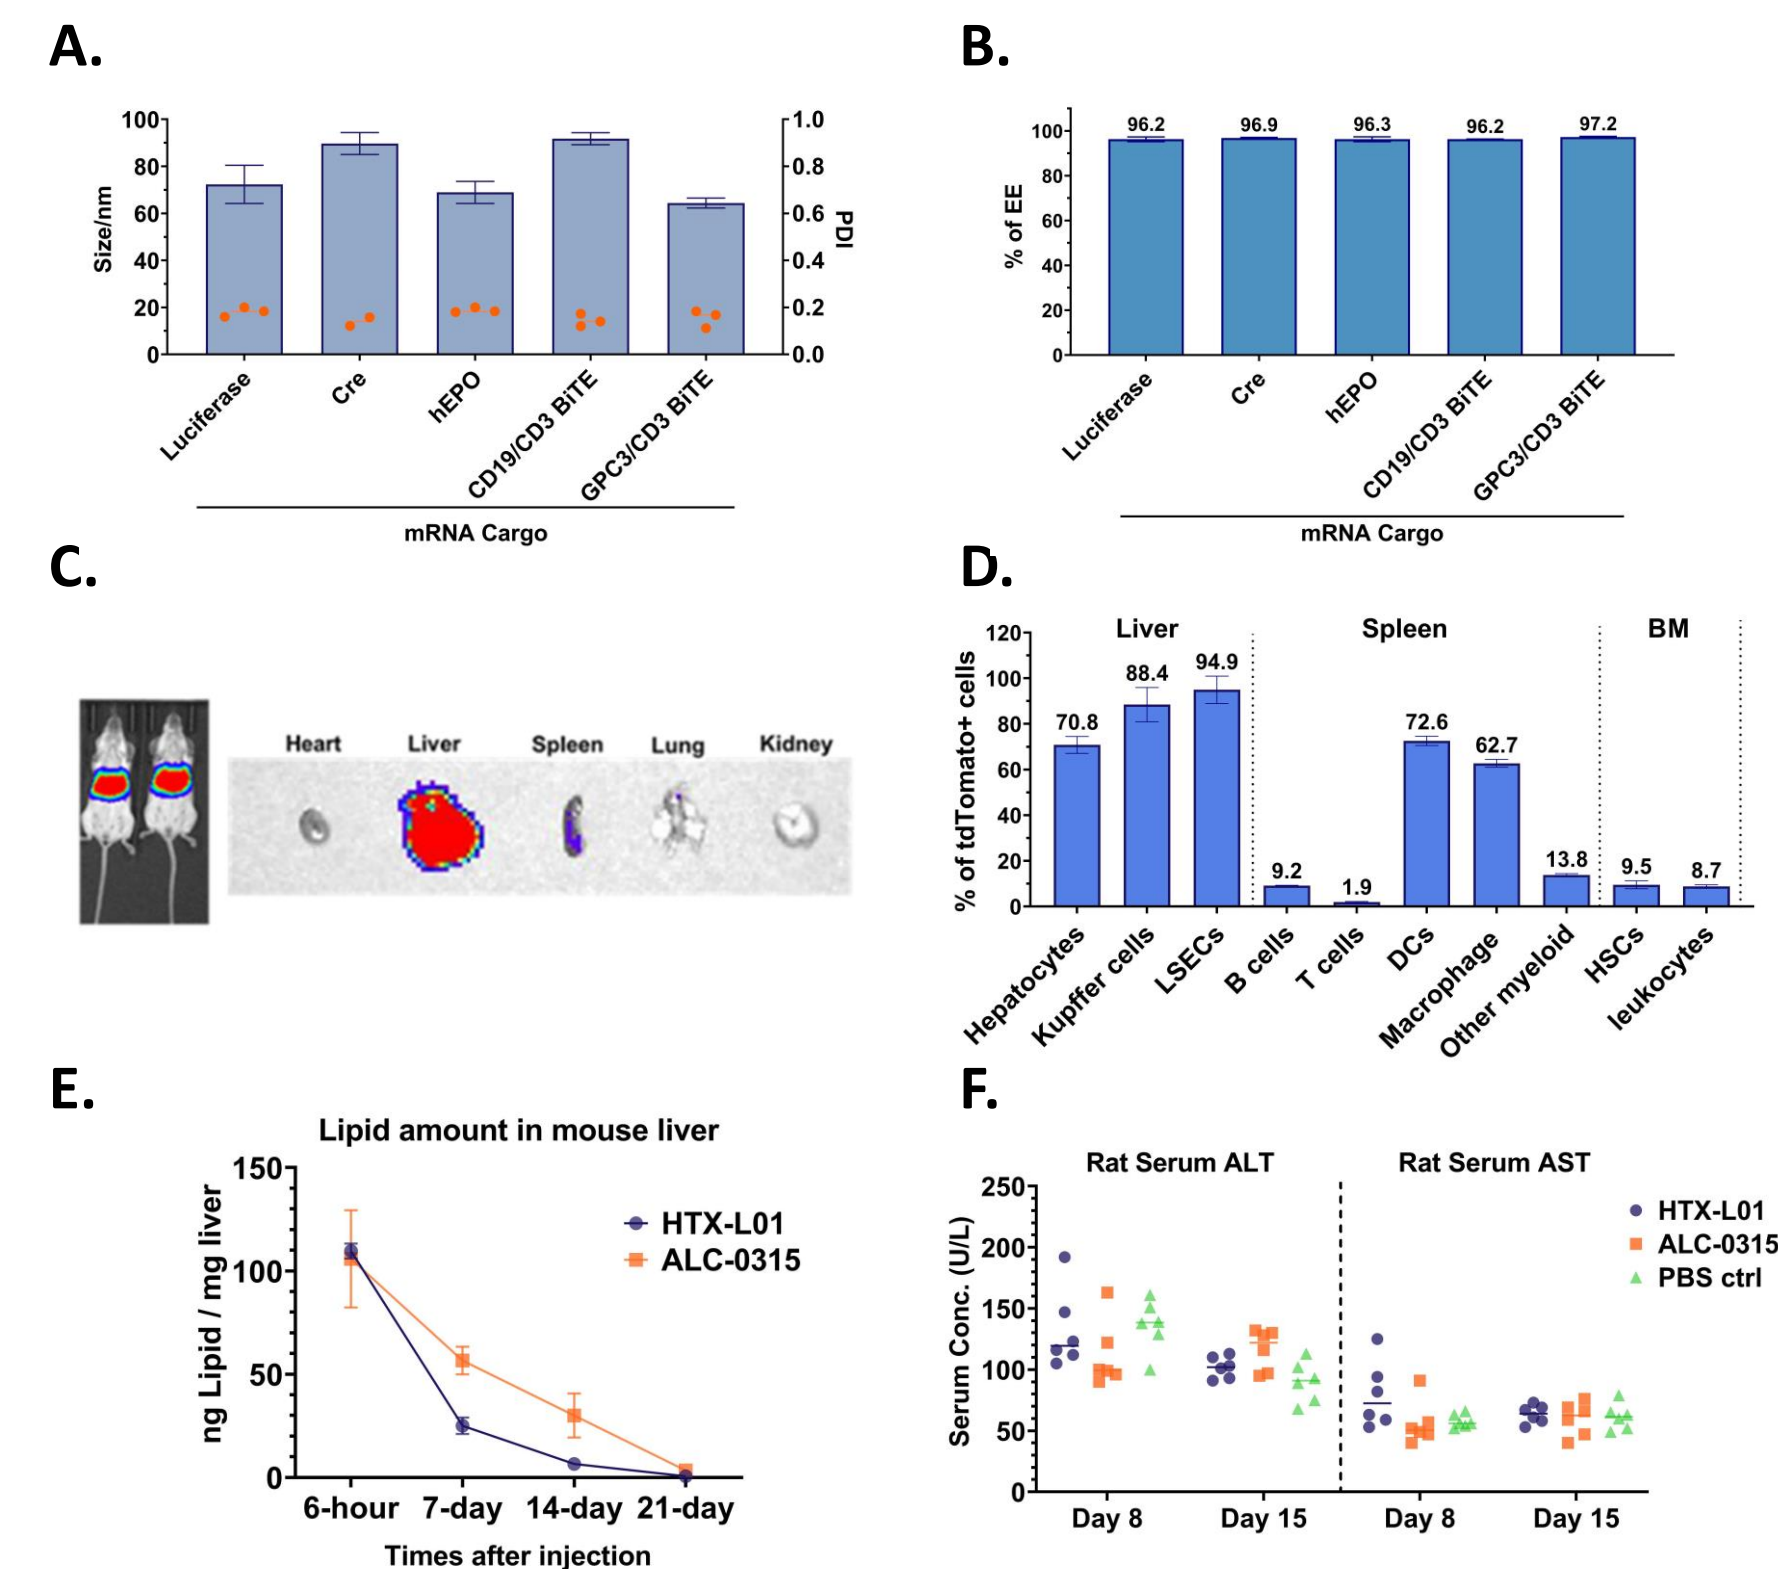 A.
100
80
60
40
20
0
Size/nm
1.0
0.8
0.6
0.4
0.2
0.0
PDI
Luciferase
Cre
hEPO
CD19/CD3 BiTE
GPC3/CD3 BiTE
mRNA Cargo
B.
100
80
60
40
20
0
% of EE
96.2
96.9
96.3
96.2
97.2
Luciferase
Cre
hEPO
CD19/CD3 BiTE
GPC3/CD3 BiTE
mRNA Cargo
C.
Heart
Liver
Spleen
Lung
Kidney
D.
Liver
Spleen
BM
120
100
80
60
40
20
0
% of tdTomato+ cells
70.8
88.4
94.9
9.2
1.9
72.6
62.7
13.8
9.5
8.7
Hepatocytes
Kupffer cells
LSECs
B cells
T cells
DCs
Macrophage
Other myeloid
HSCs
leukocytes
E.
Lipid amount in mouse liver
150
100
50
0
ng Lipid / mg liver
HTX-L01
ALC-0315
6-hour
7-day
14-day
21-day
Times after injection
F.
Rat Serum ALT
Rat Serum AST
250
200
150
100
50
0
Serum Conc. (U/L)
HTX-L01
ALC-0315
PBS ctrl
Day 8
Day 15
Day 8
Day 15